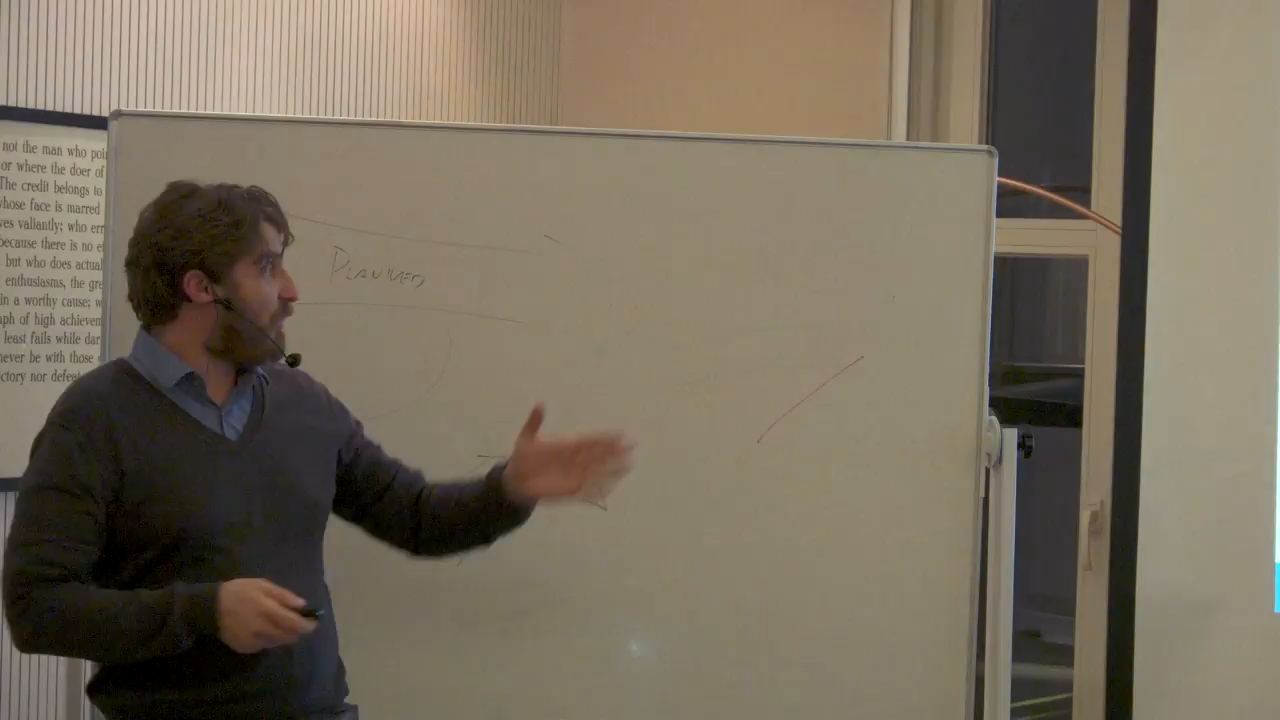 not the man who poi
or where the doer of
The credit belongs to
whose face is marred
ves valiantly; who err
because there is no e
but who does actual
enthusiasms, the gre
in a worthy cause; w
ph of high achievem
least fails while dar
never be with those
ctory nor defeat
PLANNED